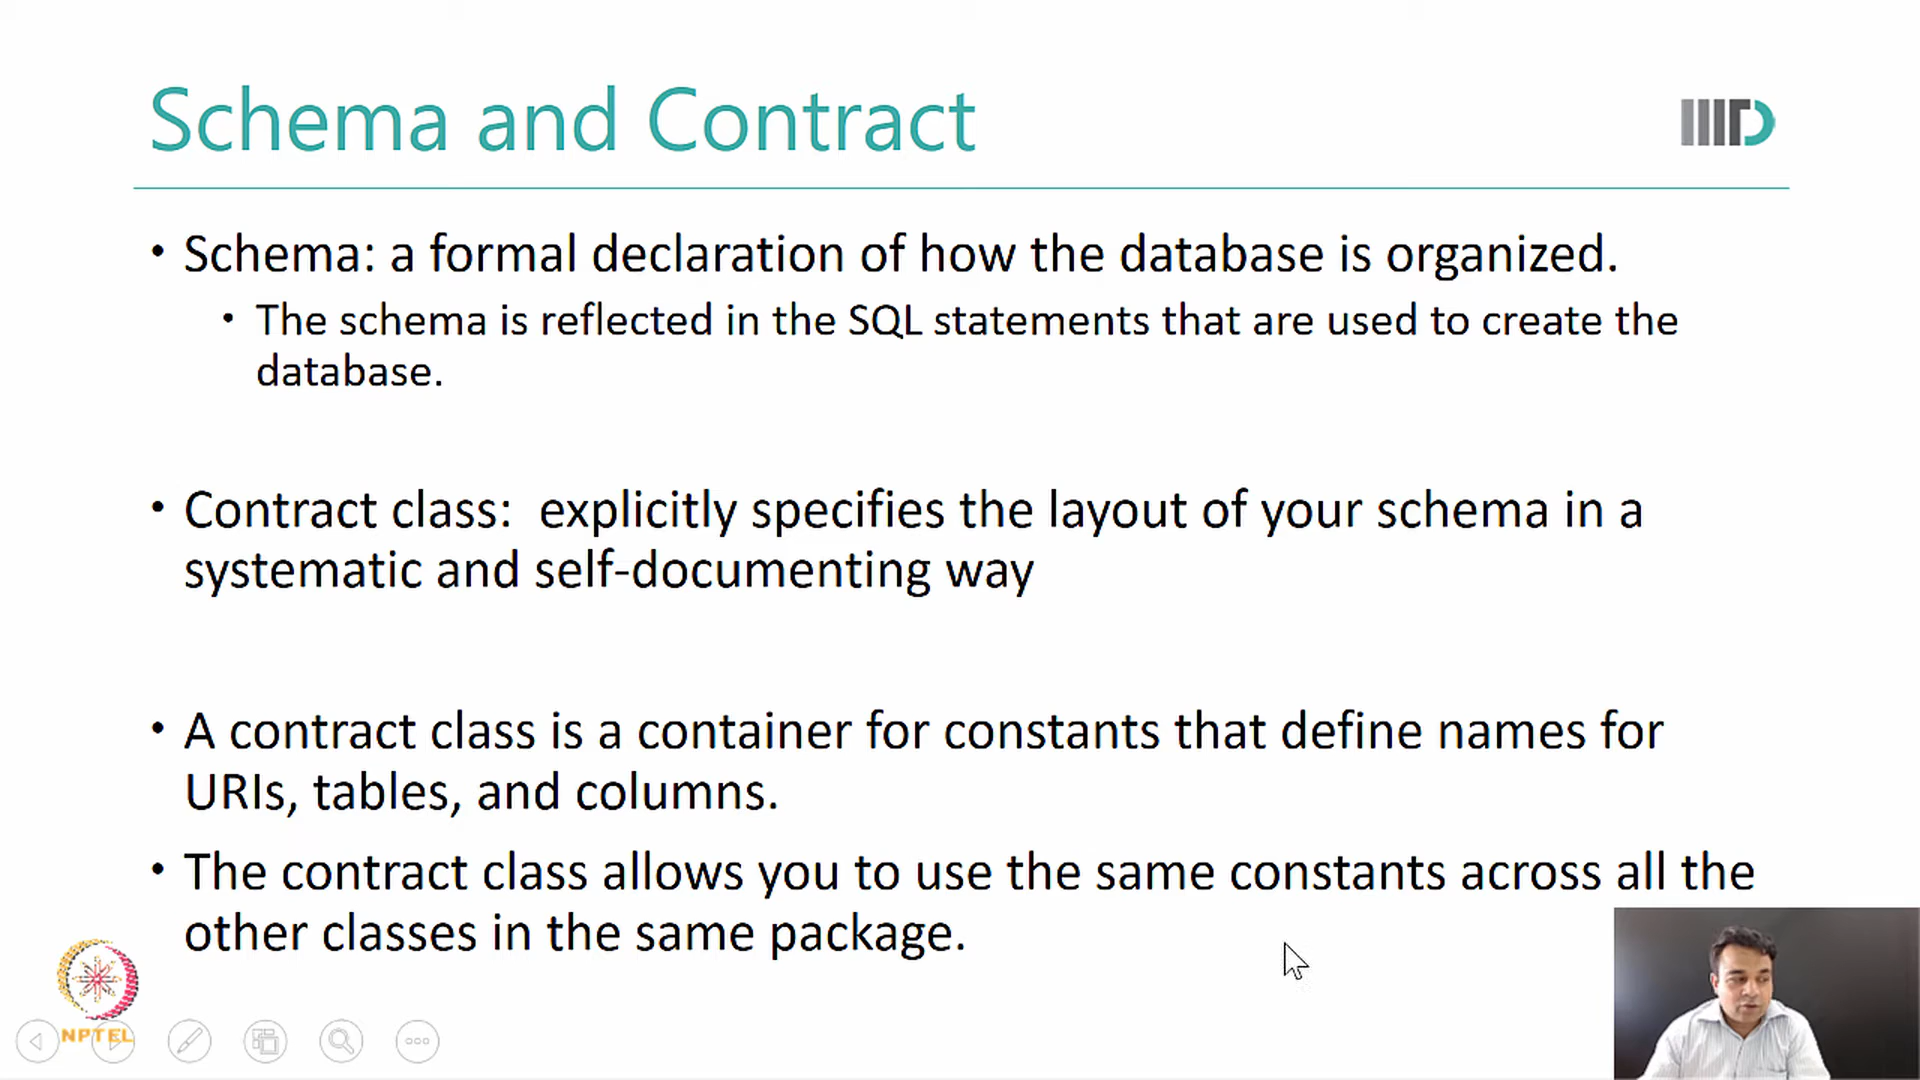 Schema and Contract
• Schema: a formal declaration of how the database is organized.
• The schema is reflected in the SQL statements that are used to create the
database.
• Contract class:  explicitly specifies the layout of your schema in a
systematic and self-documenting way
• A contract class is a container for constants that define names for
URIs, tables, and columns.
• The contract class allows you to use the same constants across all the
other classes in the same package.
NPTEL